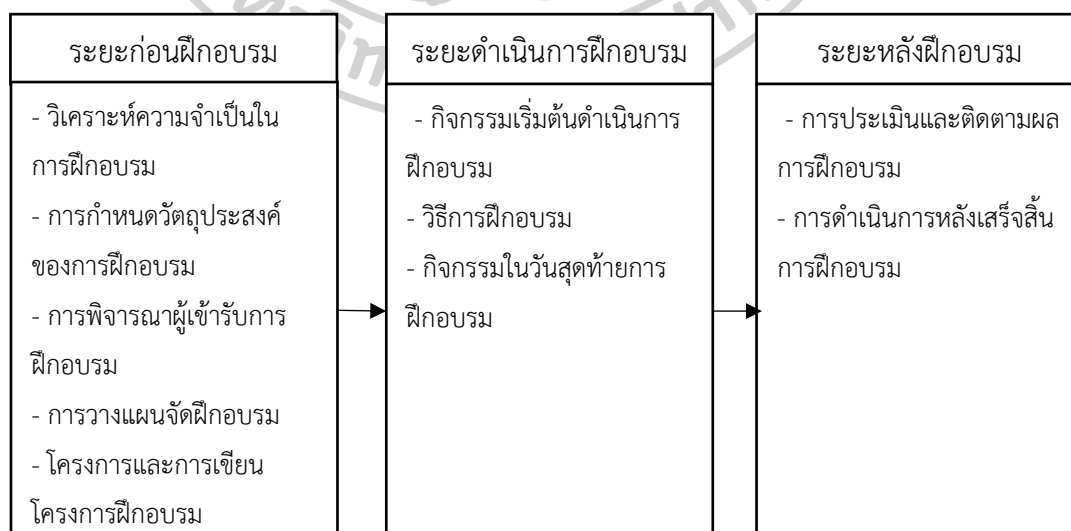 ระยะก่อนฝึกอบรม
- วิเคราะห์ความจำเป็นใน
การฝึกอบรม
- การกำหนดวัตถุประสงค์
ของการฝึกอบรม
- การพิจารณาผู้เข้ารับการ
ฝึกอบรม
- การวางแผนจัดฝึกอบรม
- โครงการและการเขียน
โครงการฝึกอบรม
ระยะดำเนินการฝึกอบรม
- กิจกรรมเริ่มต้นดำเนินการ
ฝึกอบรม
- วิธีการฝึกอบรม
- กิจกรรมในวันสุดท้ายการ
ฝึกอบรม
ระยะหลังฝึกอบรม
- การประเมินและติดตามผล
การฝึกอบรม
- การดำเนินการหลังเสร็จสิ้น
การฝึกอบรม